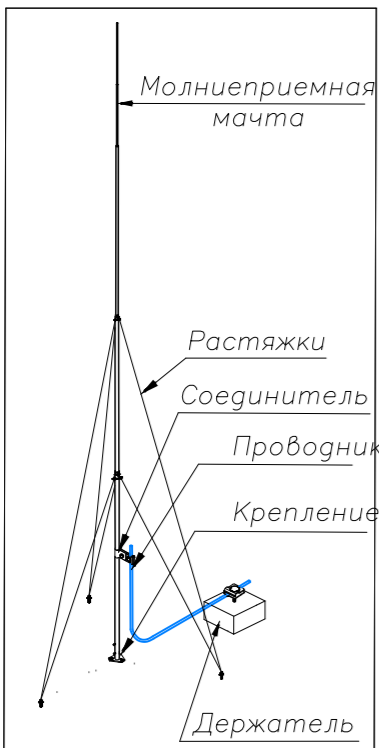 Молниеприемная
мачта
Растяжки
Соединитель
Проводник
Крепление
Держатель